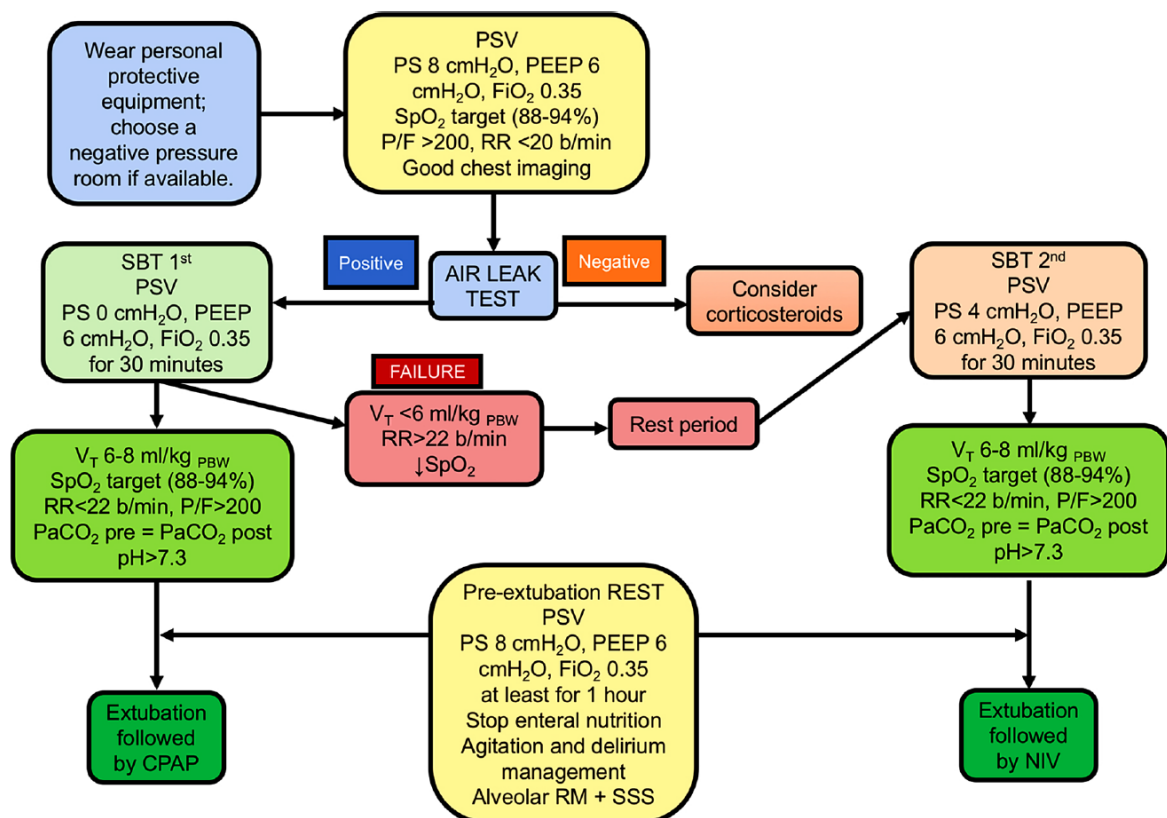 Wear personal
protective
equipment;
choose a
negative pressure
room if available.
PSV
PS 8 cmH₂O, PEEP 6
cmH₂O, FiO₂ 0.35
SpO₂ target (88-94%)
P/F >200, RR <20 b/min
Good chest imaging
Positive
AIR LEAK
TEST
Negative
Consider
corticosteroids
SBT 1ˢᵗ
PSV
PS 0 cmH₂O, PEEP
6 cmH₂O, FiO₂ 0.35
for 30 minutes
FAILURE
V_T <6 ml/kg _PBW
RR>22 b/min
↓SpO₂
Rest period
SBT 2ⁿᵈ
PSV
PS 4 cmH₂O, PEEP
6 cmH₂O, FiO₂ 0.35
for 30 minutes
V_T 6-8 ml/kg _PBW
SpO₂ target (88-94%)
RR<22 b/min, P/F>200
PaCO₂ pre = PaCO₂ post
pH>7.3
V_T 6-8 ml/kg _PBW
SpO₂ target (88-94%)
RR<22 b/min, P/F>200
PaCO₂ pre = PaCO₂ post
pH>7.3
Pre-extubation REST
PSV
PS 8 cmH₂O, PEEP 6
cmH₂O, FiO₂ 0.35
at least for 1 hour
Stop enteral nutrition
Agitation and delirium
management
Alveolar RM + SSS
Extubation
followed
by CPAP
Extubation
followed
by NIV